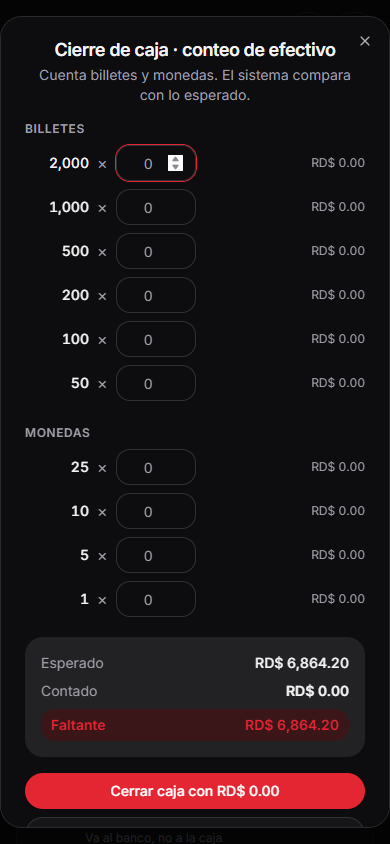 Cierre de caja · conteo de efectivo
×
Cuenta billetes y monedas. El sistema compara
con lo esperado.
BILLETES
2,000 × 0 RD$ 0.00
1,000 × 0 RD$ 0.00
500 × 0 RD$ 0.00
200 × 0 RD$ 0.00
100 × 0 RD$ 0.00
50 × 0 RD$ 0.00
MONEDAS
25 × 0 RD$ 0.00
10 × 0 RD$ 0.00
5 × 0 RD$ 0.00
1 × 0 RD$ 0.00
Esperado RD$ 6,864.20
Contado RD$ 0.00
Faltante RD$ 6,864.20
Cerrar caja con RD$ 0.00
Va al banco, no a la caja